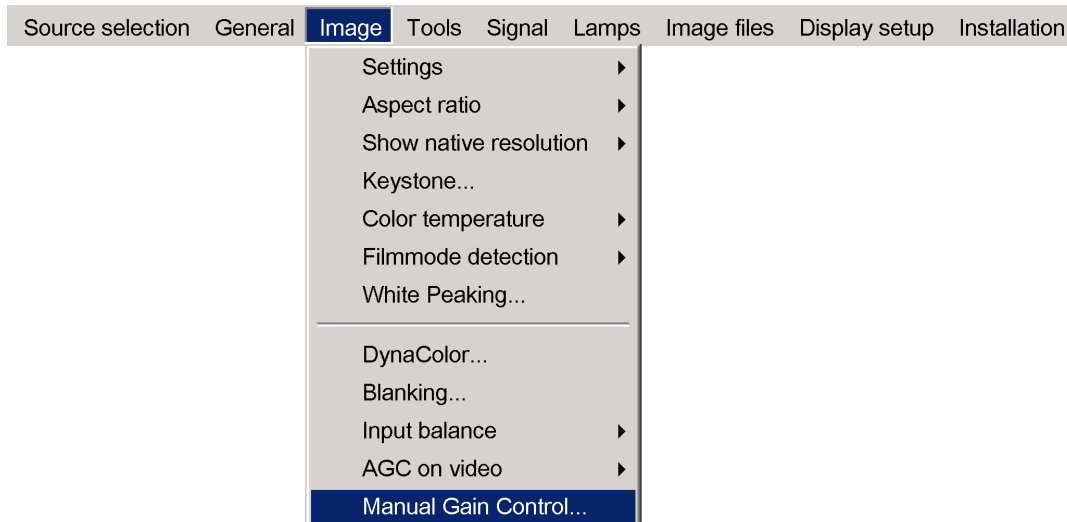 Source selection General Image Tools Signal Lamps Image files Display setup Installation
Settings
Aspect ratio
Show native resolution
Keystone...
Color temperature
Filmmode detection
White Peaking...
DynaColor...
Blanking...
Input balance
AGC on video
Manual Gain Control...